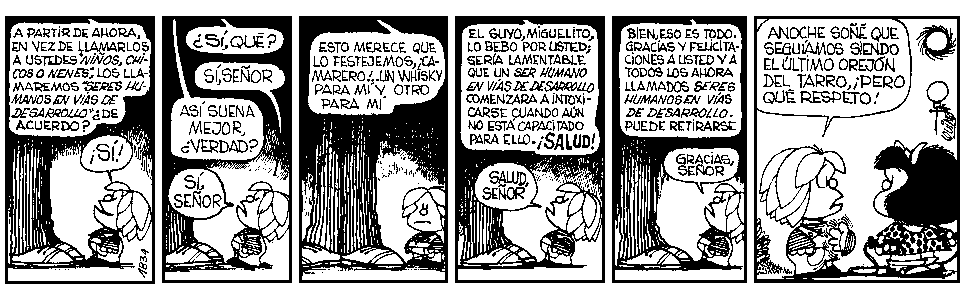 A PARTIR DE AHORA,
EN VEZ DE LLAMARLOS
A USTEDES "NIÑOS, CHI-
COS O NENES", LOS LLA-
MAREMOS "SERES HU-
MANOS EN VÍAS DE
DESARROLLO" ¿DE
ACUERDO?
¡SÍ!
1834
¿SÍ, QUÉ?
SÍ, SEÑOR
ASÍ SUENA
MEJOR,
¿VERDAD?
SÍ,
SEÑOR
ESTO MERECE QUE
LO FESTEJEMOS, ¡CA-
MARERO!...UN WHISKY
PARA MÍ Y OTRO
PARA MÍ
EL SUYO, MIGUELITO,
LO BEBO POR USTED;
SERÍA LAMENTABLE
QUE UN SER HUMANO
EN VÍAS DE DESARROLLO
COMENZARA A INTOXI-
CARSE CUANDO AÚN
NO ESTÁ CAPACITADO
PARA ELLO. ¡SALUD!
SALUD,
SEÑOR
BIEN, ESO ES TODO.
GRACIAS Y FELICITA-
CIONES A USTED Y A
TODOS LOS AHORA
LLAMADOS SERES
HUMANOS EN VÍAS
DE DESARROLLO.
PUEDE RETIRARSE
GRACIAS,
SEÑOR
ANOCHE SOÑÉ QUE
SEGUÍAMOS SIENDO
EL ÚLTIMO OREJÓN
DEL TARRO, ¡PERO
QUÉ RESPETO!